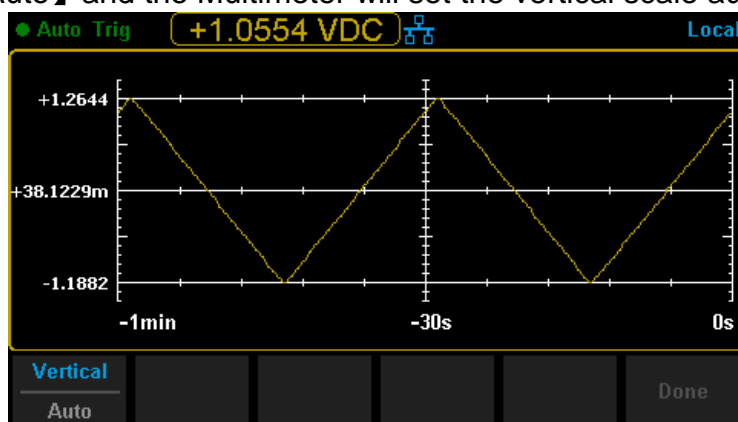 and the Multimeter will set the vertical scale
Auto Trig +1.0554 VDC Local
+1.2644
+38.1229m
-1.1882
-1min -30s 0s
Vertical
Auto
Done